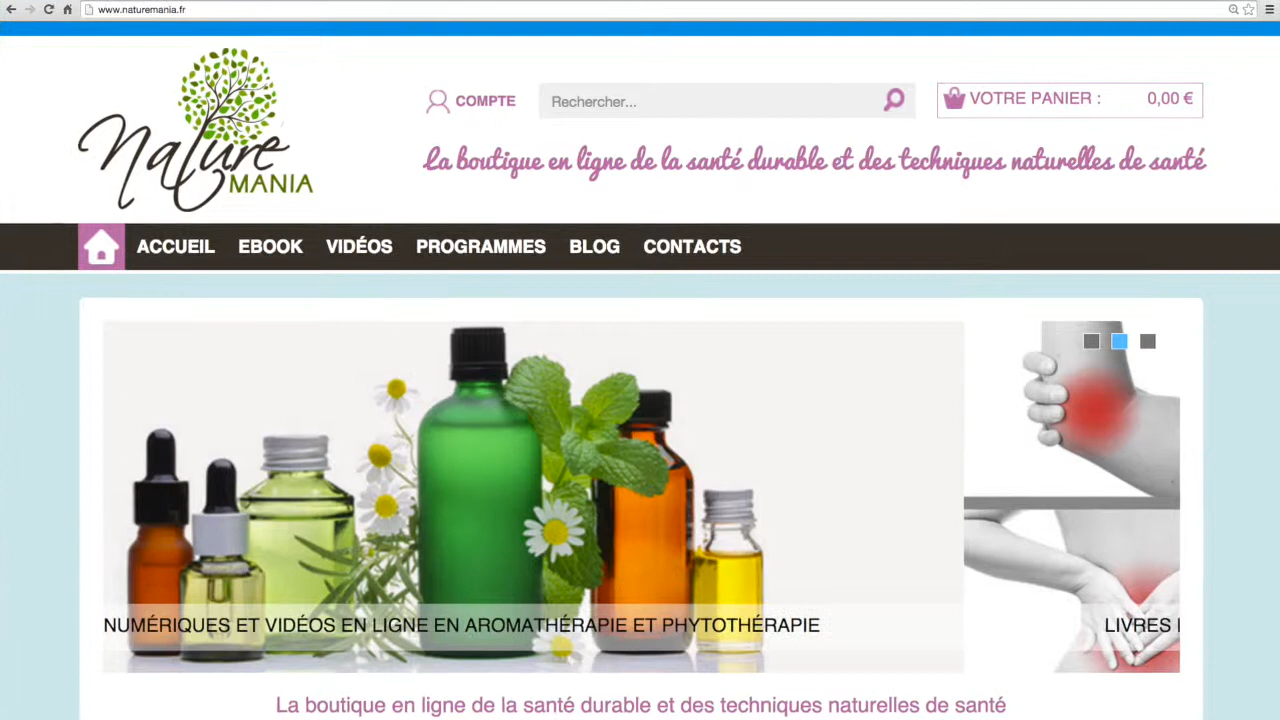 www.naturemania.fr
Nature
MANIA
COMPTE
Rechercher...
VOTRE PANIER : 0,00 €
La boutique en ligne de la santé durable et des techniques naturelles de santé
ACCUEIL EBOOK VIDÉOS PROGRAMMES BLOG CONTACTS
NUMÉRIQUES ET VIDÉOS EN LIGNE EN AROMATHÉRAPIE ET PHYTOTHÉRAPIE
LIVRES
La boutique en ligne de la santé durable et des techniques naturelles de santé